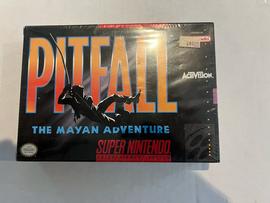 PITFALL
ACTIVISION
THE MAYAN ADVENTURE
SUPER NINTENDO
ENTERTAINMENT SYSTEM